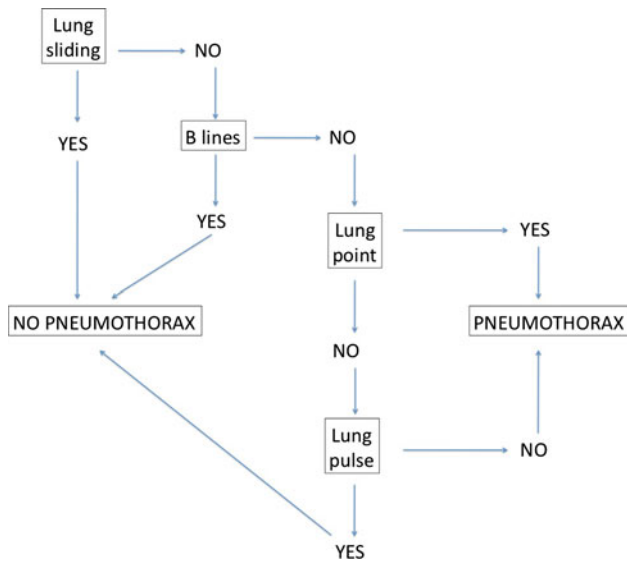 Lung
sliding
NO
YES
B lines
NO
YES
Lung
point
YES
NO PNEUMOTHORAX
PNEUMOTHORAX
NO
Lung
pulse
NO
YES